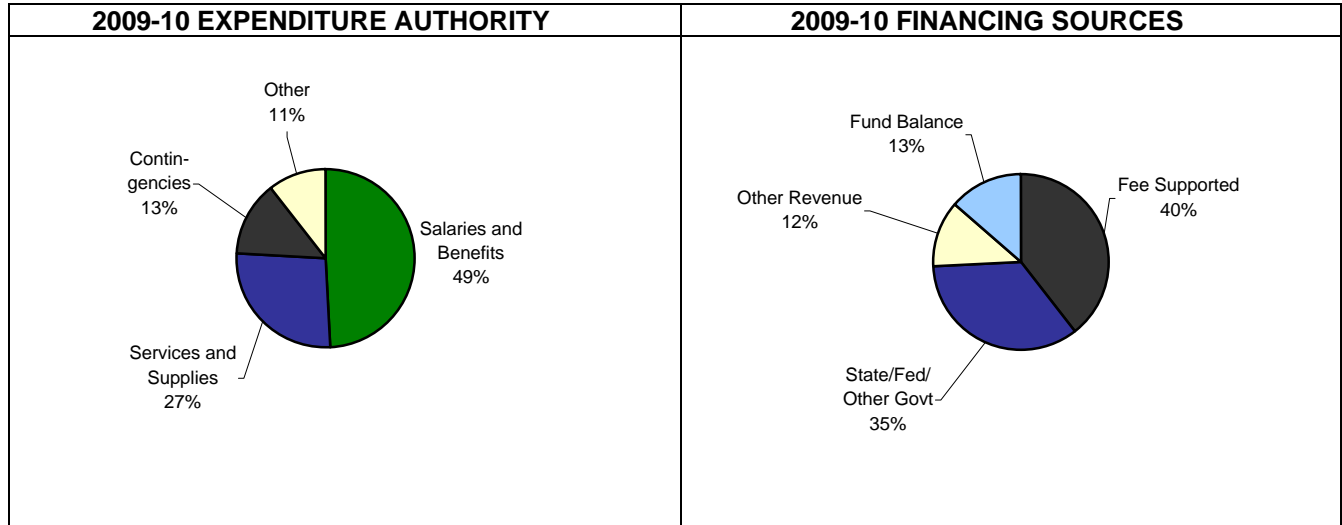 2009-10 EXPENDITURE AUTHORITY
Other
11%
Contin-
gencies
13%
Salaries and
Benefits
49%
Services and
Supplies
27%
2009-10 FINANCING SOURCES
Fund Balance
13%
Fee Supported
40%
Other Revenue
12%
State/Fed/
Other Govt
35%